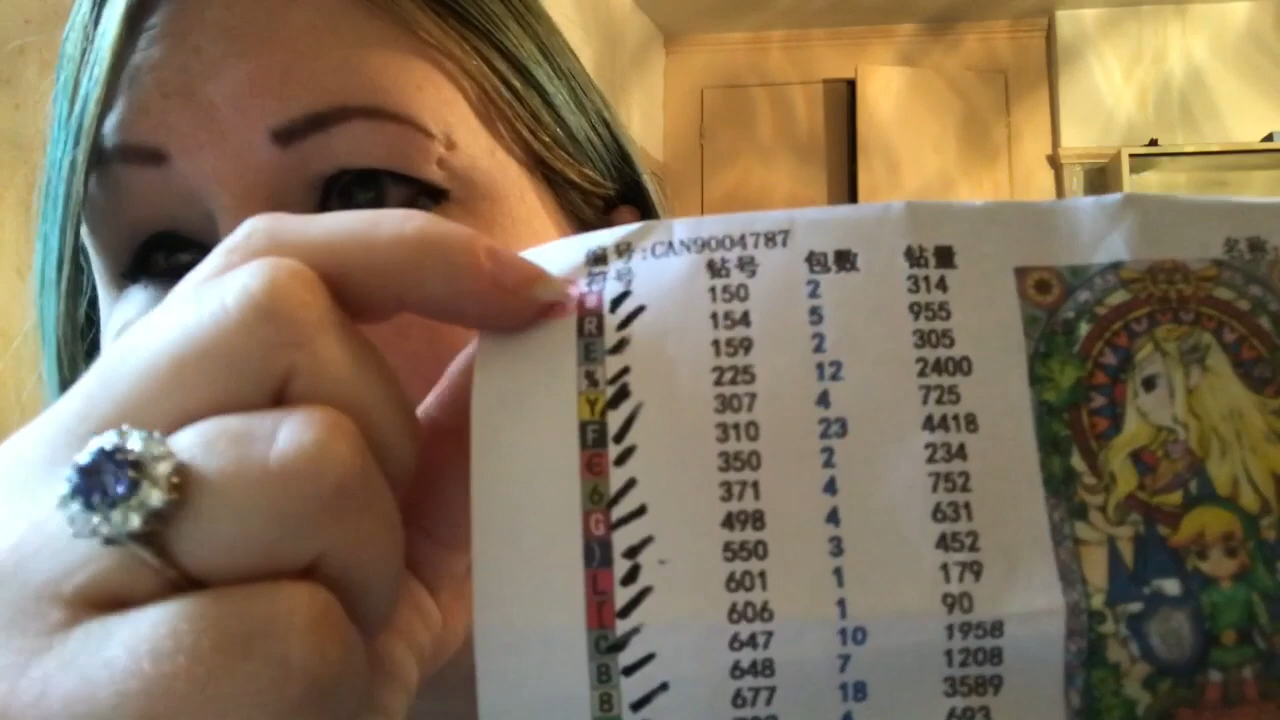 编号:CAN9004787 名称:
符号 钻号 包数 钻量
150 2 314
R 154 5 955
E 159 2 305
% 225 12 2400
Y 307 4 725
F 310 23 4418
€ 350 2 234
6 371 4 752
G 498 4 631
) 550 3 452
L 601 1 179
606 1 90
C 647 10 1958
B 648 7 1208
B 677 18 3589